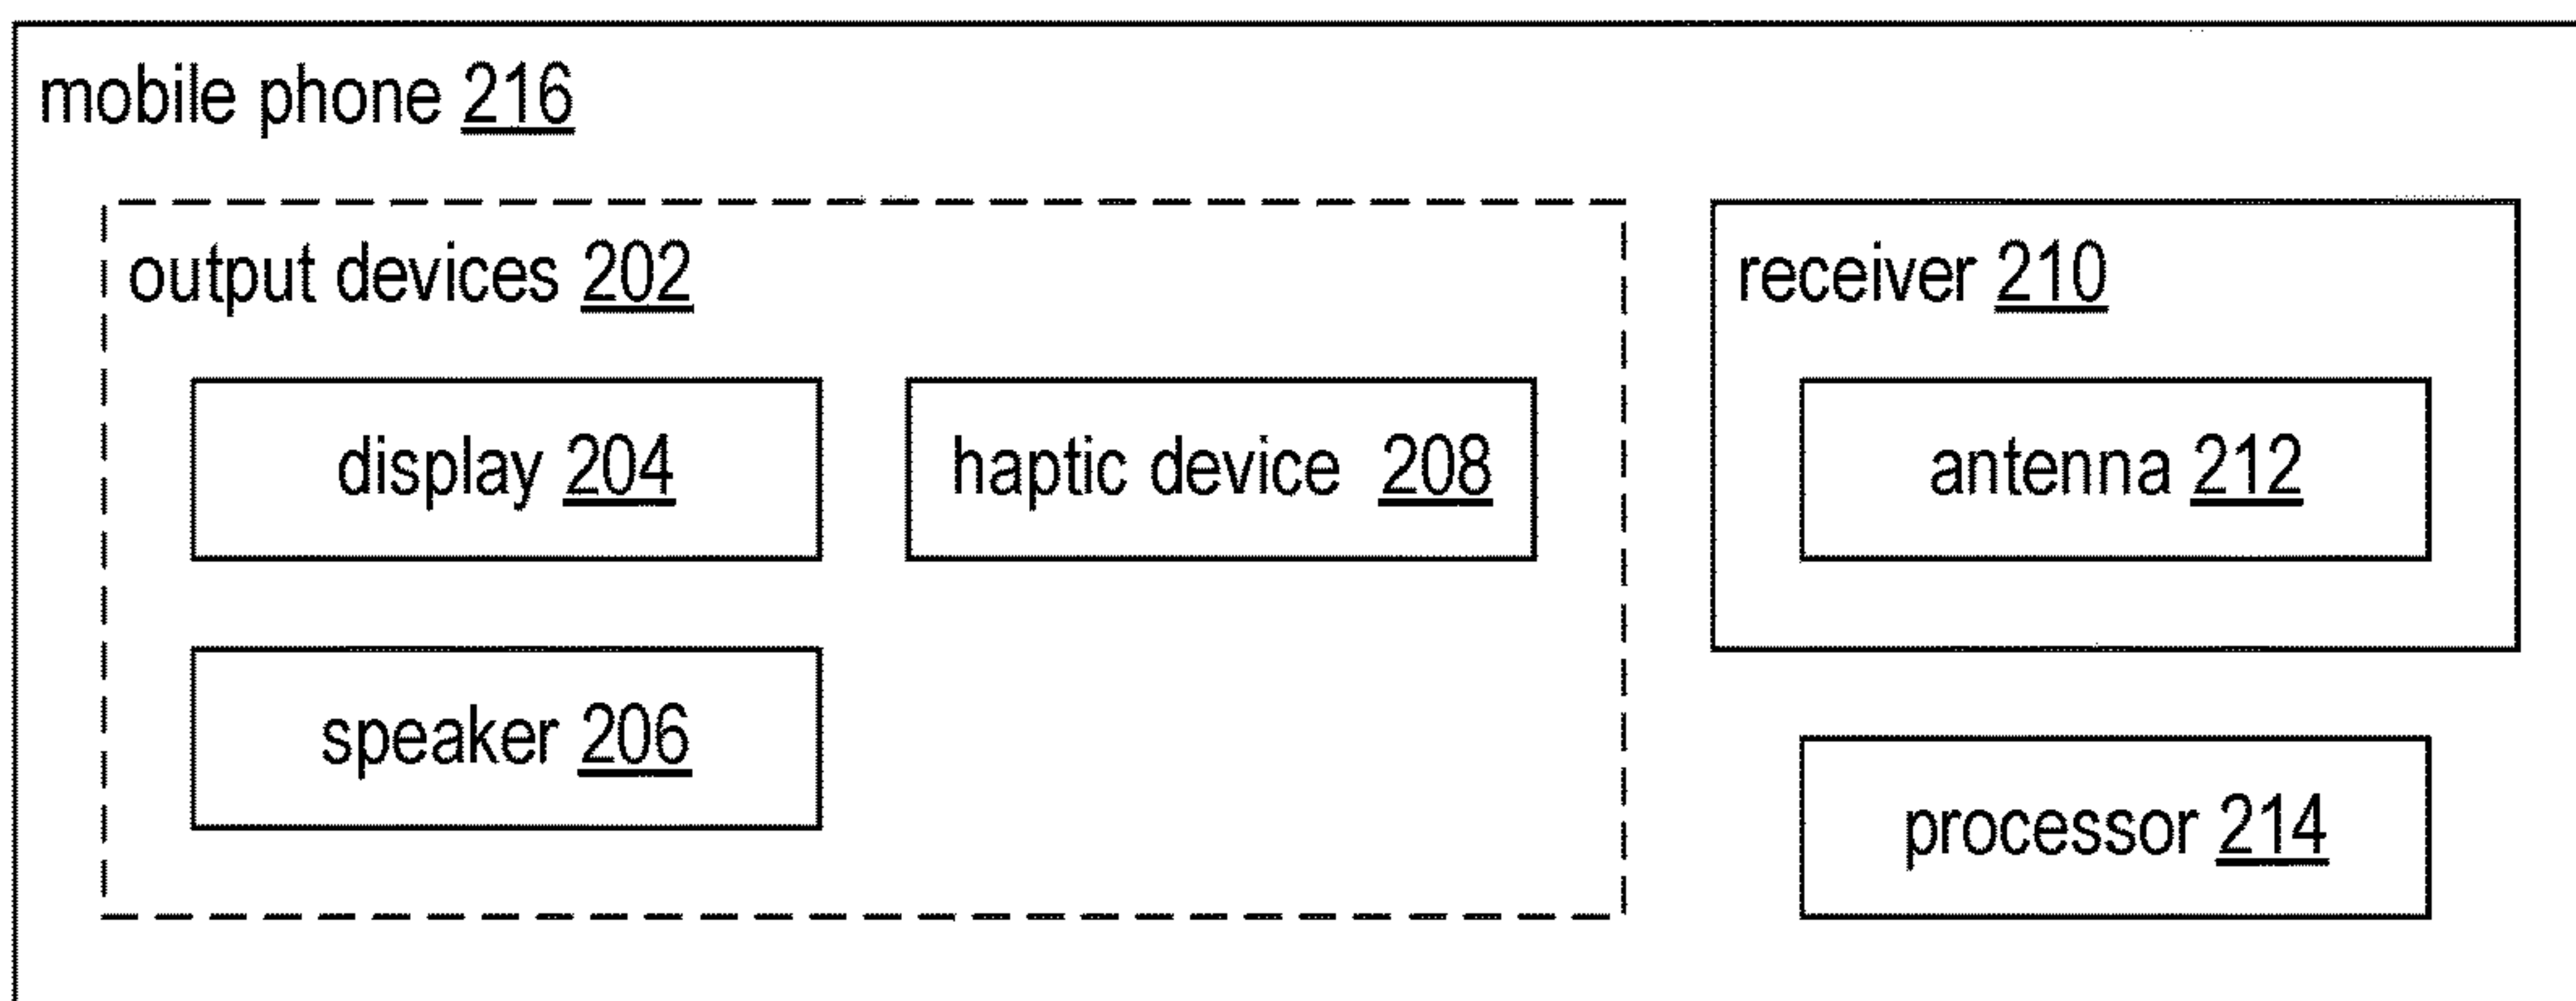 mobile phone 216
output devices 202
receiver 210
display 204
haptic device 208
antenna 212
speaker 206
processor 214